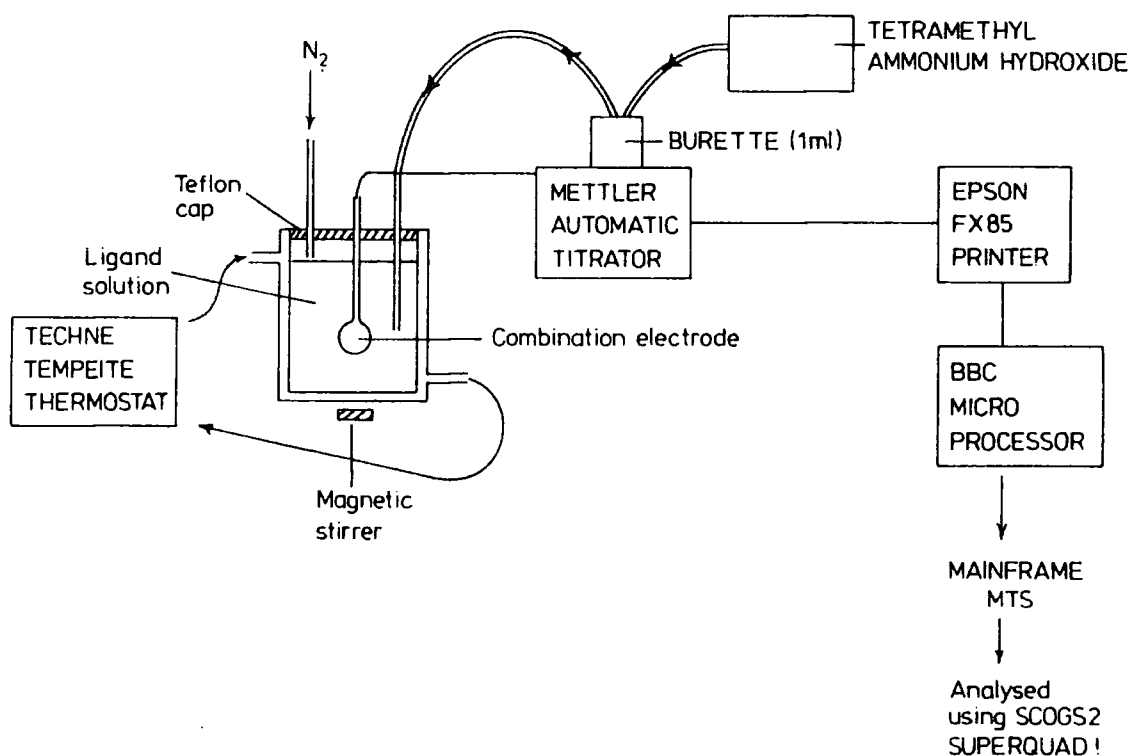 N2
TETRAMETHYL
AMMONIUM HYDROXIDE
BURETTE (1ml)
Teflon
cap
METTLER
AUTOMATIC
TITRATOR
EPSON
FX85
PRINTER
Ligand
solution
TECHNE
TEMPEITE
THERMOSTAT
Combination electrode
BBC
MICRO
PROCESSOR
Magnetic
stirrer
MAINFRAME
MTS
Analysed
using SCOGS2
SUPERQUAD!